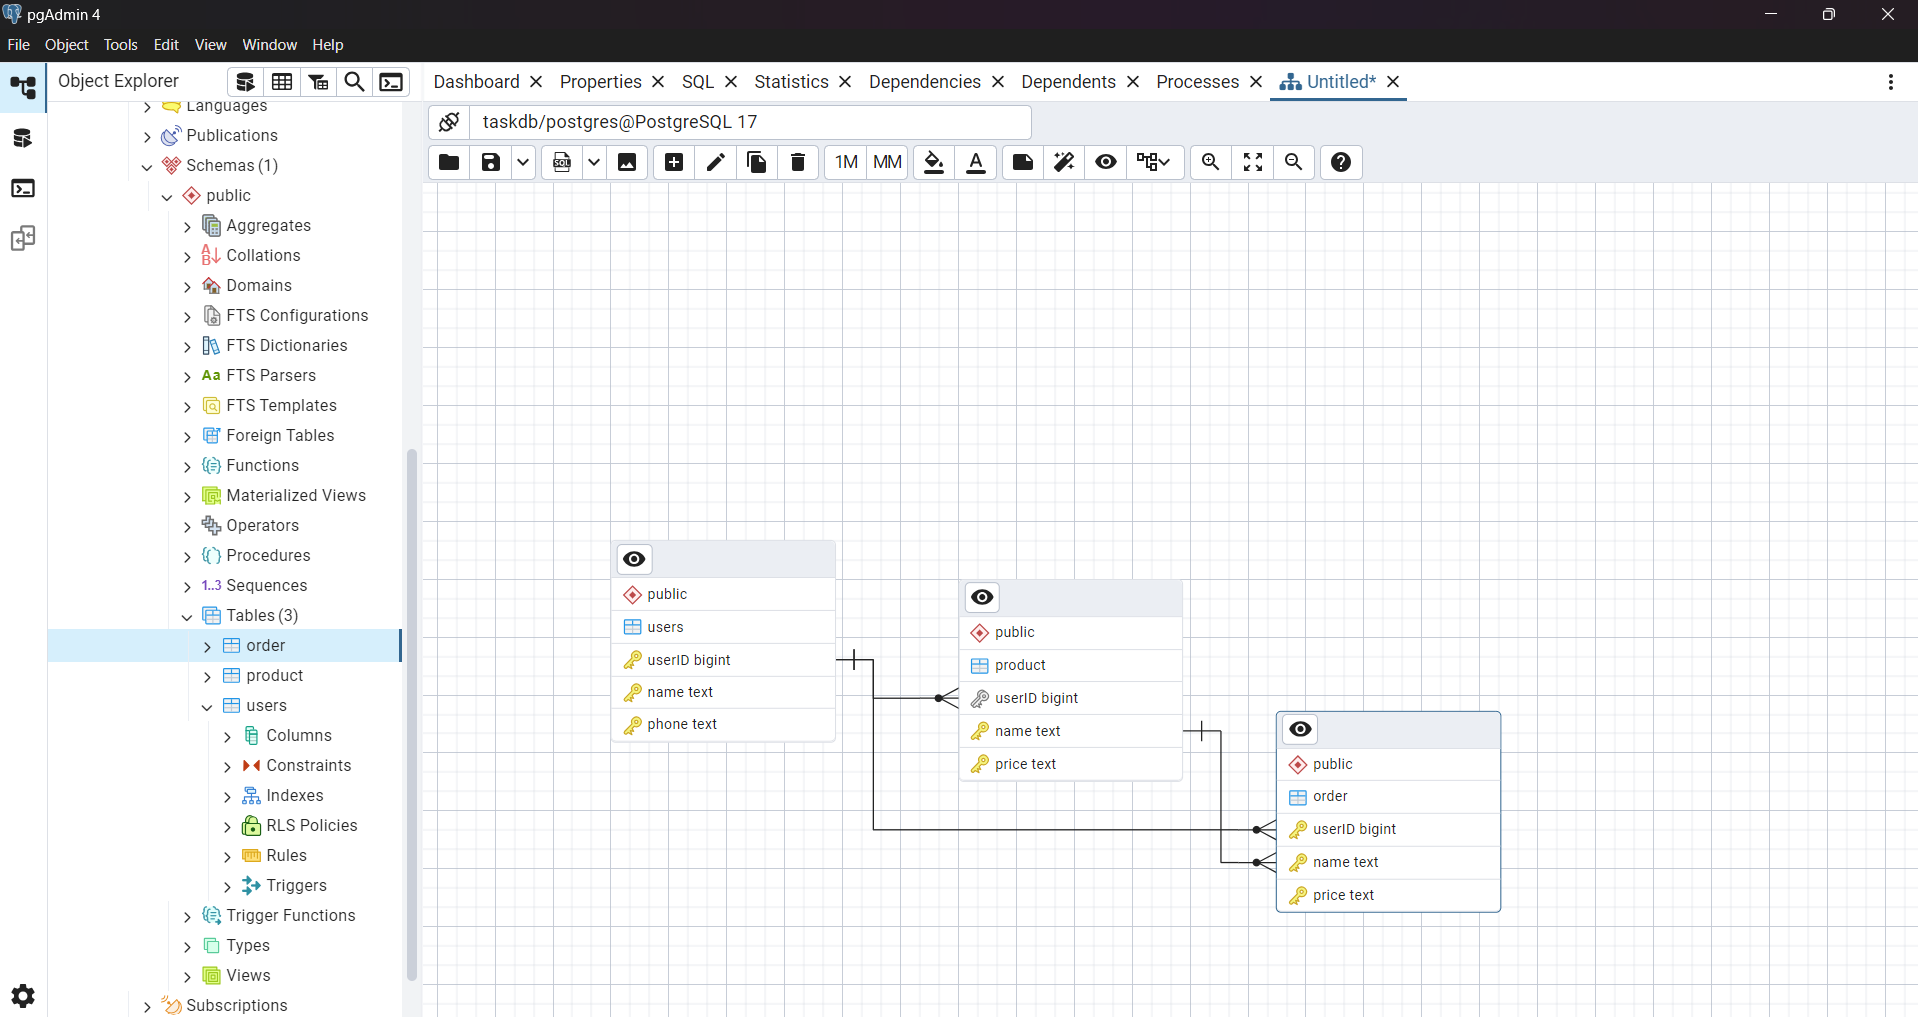 pgAdmin 4
File Object Tools Edit View Window Help
Object Explorer
Dashboard Properties SQL Statistics Dependencies Dependents Processes Untitled*
taskdb/postgres@PostgreSQL 17
SQL 1M MM A
Languages
Publications
Schemas (1)
public
Aggregates
Collations
Domains
FTS Configurations
FTS Dictionaries
Aa FTS Parsers
FTS Templates
Foreign Tables
Functions
Materialized Views
Operators
Procedures
1..3 Sequences
Tables (3)
order
product
users
Columns
Constraints
Indexes
RLS Policies
Rules
Triggers
Trigger Functions
Types
Views
Subscriptions
public
users
userID bigint
name text
phone text
public
product
userID bigint
name text
price text
public
order
userID bigint
name text
price text